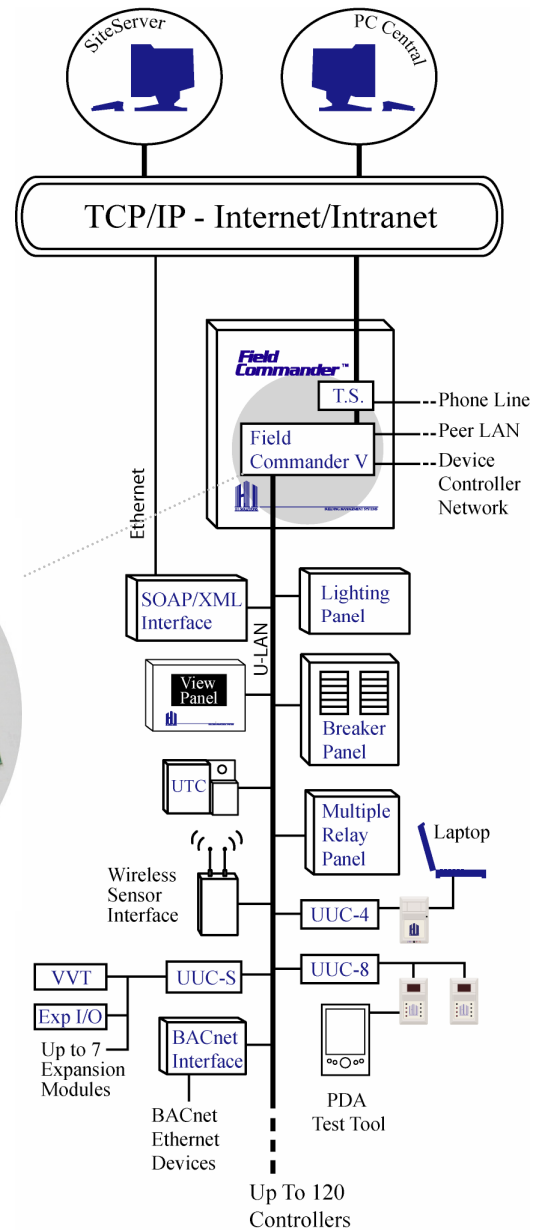 SiteServer
PC Central
TCP/IP - Internet/Intranet
Field
Commander™
T.S.
Phone Line
Field
Commander V
Peer LAN
Device
Controller
Network
Ethernet
U-LAN
SOAP/XML
Interface
Lighting
Panel
View
Panel
Breaker
Panel
UTC
Multiple
Relay
Panel
Laptop
Wireless
Sensor
Interface
UUC-4
VVT
UUC-S
UUC-8
Exp I/O
Up to 7
Expansion
Modules
BACnet
Interface
BACnet
Ethernet
Devices
PDA
Test Tool
Up To 120
Controllers